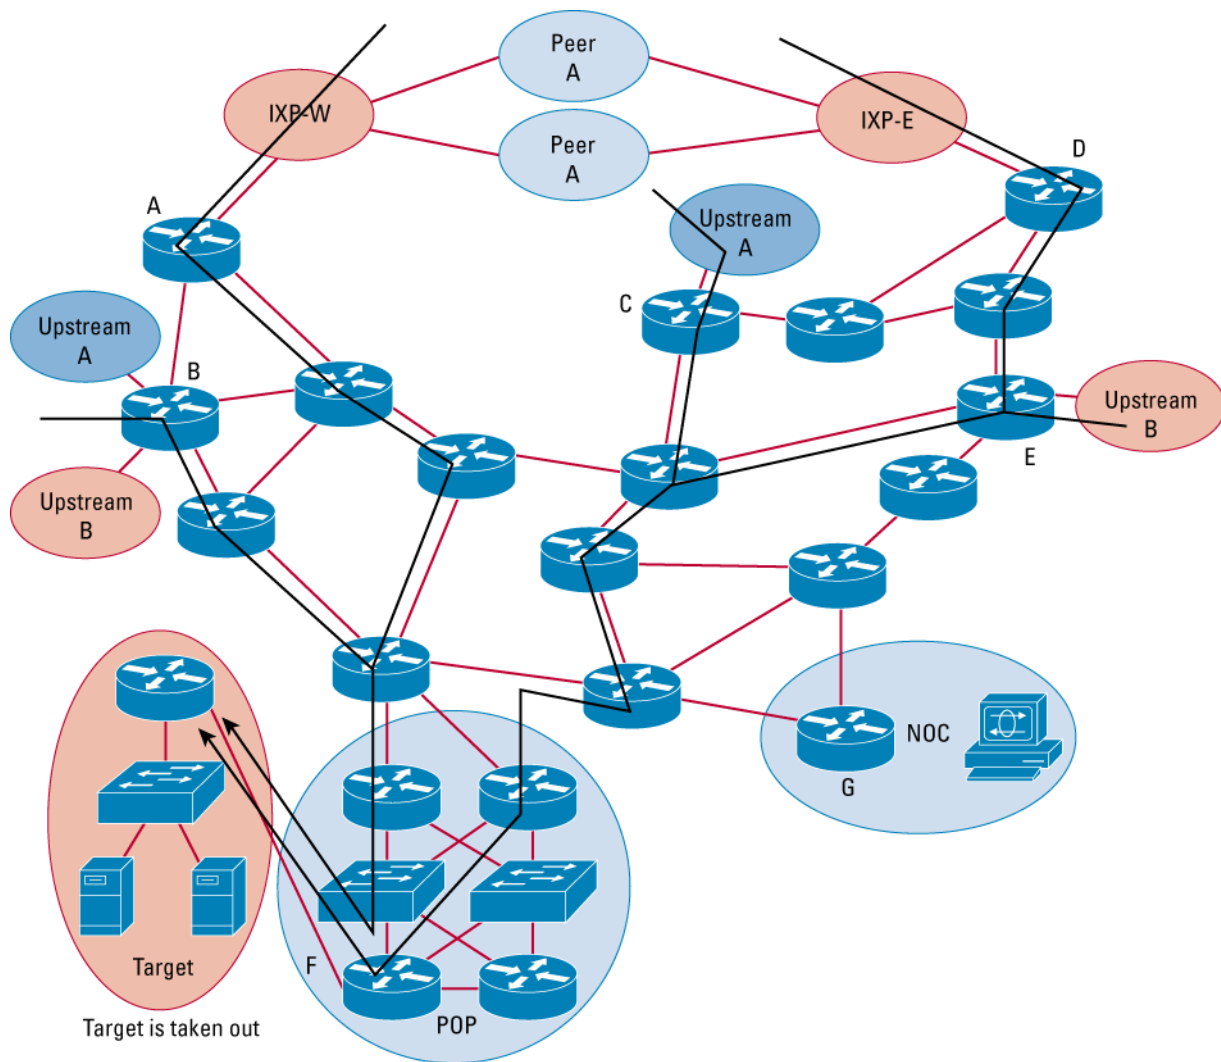 Peer
A
IXP-W
IXP-E
Peer
A
D
A
Upstream
A
C
Upstream
A
B
Upstream
B
E
Upstream
B
NOC
G
Target
F
POP
Target is taken out